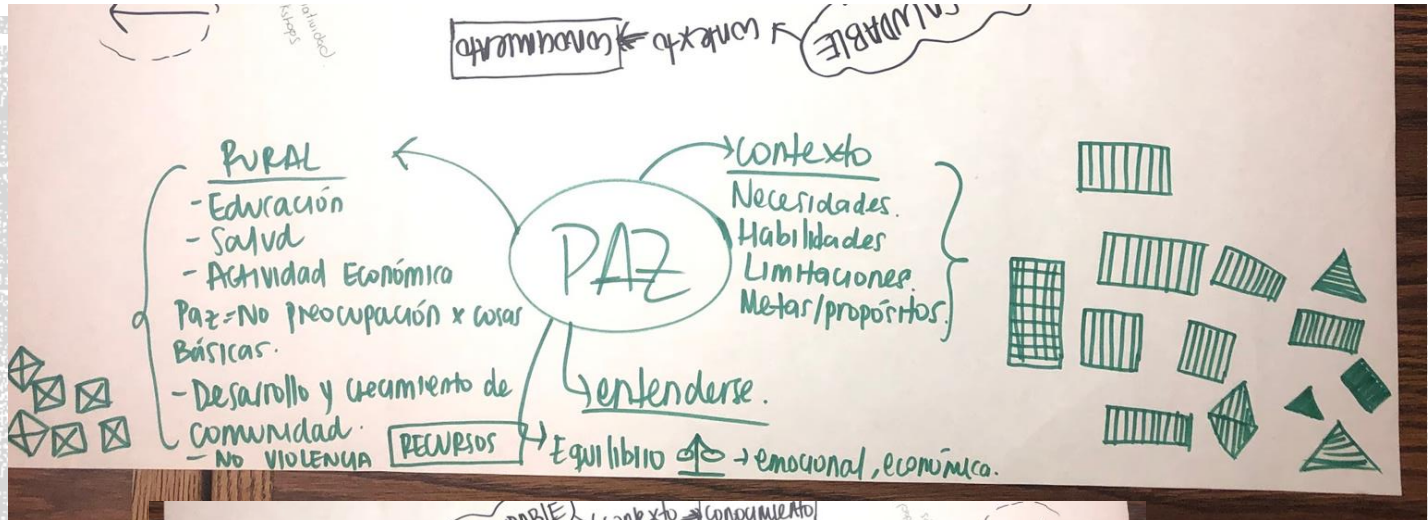 SALUDABLE
contexto
conocimiento
RURAL
- Educación
- Salud
- Actividad Económica
Paz=No preocupación x cosas
Básicas.
- Desarrollo y crecimiento de
comunidad.
- NO VIOLENCIA
PAZ
contexto
Necesidades.
Habilidades
Limitaciones.
Metas/propósitos.
entenderse.
RECURSOS
Equilibrio → emocional, económica.
contexto → conocimiento